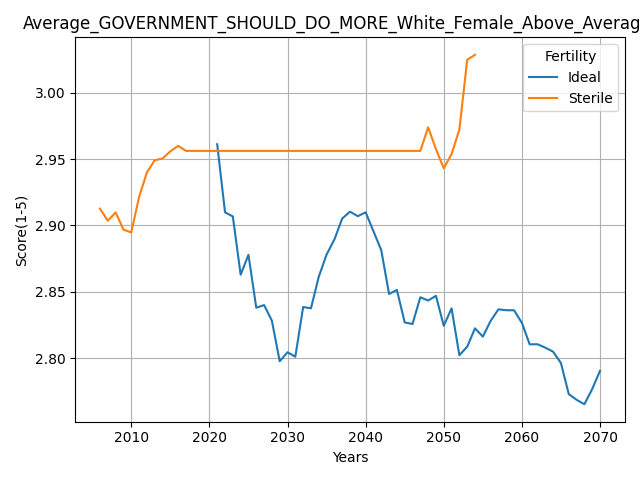 Average_GOVERNMENT_SHOULD_DO_MORE_White_Female_Above_Averag
Fertility
Ideal
Sterile
Score(1-5)
3.00
2.95
2.90
2.85
2.80
2010 2020 2030 2040 2050 2060 2070
Years